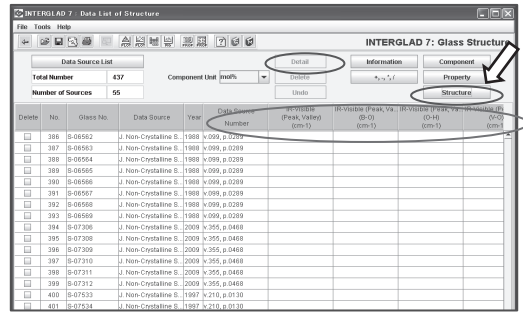 INTERGLAD 7 : Data List of Structure
File Tools Help
INTERGLAD 7: Glass Structure
Data Source List
Total Number 437
Number of Sources 55
Component Unit mol%
Detail
Delete
Undo
Information
+, -, *, /
Component
Property
Structure
Delete No. Glass No. Data Source Year Data Source Number IR-Visible (Peak, Valley) (cm-1) IR-Visible (Peak, Va... (B-O) (cm-1) IR-Visible (Peak, Va... (O-H) (cm-1) (V-O) (cm-1
386 S-06562 J. Non-Crystalline S... 1988 v.099, p.0289
387 S-06563 J. Non-Crystalline S... 1988 v.099, p.0289
388 S-06564 J. Non-Crystalline S... 1988 v.099, p.0289
389 S-06565 J. Non-Crystalline S... 1988 v.099, p.0289
390 S-06566 J. Non-Crystalline S... 1988 v.099, p.0289
391 S-06567 J. Non-Crystalline S... 1988 v.099, p.0289
392 S-06568 J. Non-Crystalline S... 1988 v.099, p.0289
393 S-06569 J. Non-Crystalline S... 1988 v.099, p.0289
394 S-07306 J. Non-Crystalline S... 2009 v.355, p.0468
395 S-07308 J. Non-Crystalline S... 2009 v.355, p.0468
396 S-07309 J. Non-Crystalline S... 2009 v.355, p.0468
397 S-07310 J. Non-Crystalline S... 2009 v.355, p.0468
398 S-07311 J. Non-Crystalline S... 2009 v.355, p.0468
399 S-07312 J. Non-Crystalline S... 2009 v.355, p.0468
400 S-07533 J. Non-Crystalline S... 1997 v.210, p.0130
401 S-07534 J. Non-Crystalline S... 1997 v.210, p.0130